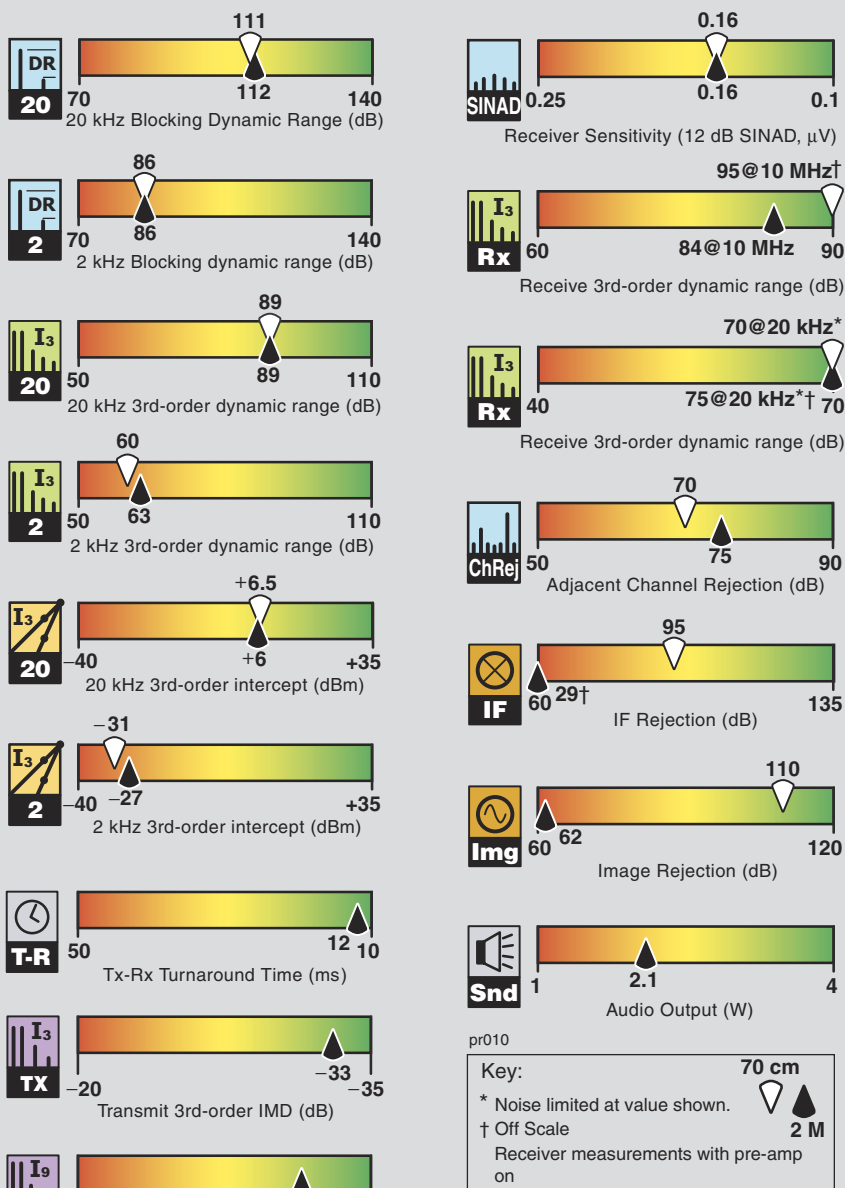 111
DR
20
70
112
140
20 kHz Blocking Dynamic Range (dB)
86
DR
2
70
86
140
2 kHz Blocking dynamic range (dB)
89
I3
20
50
89
110
20 kHz 3rd-order dynamic range (dB)
60
I3
2
50
63
110
2 kHz 3rd-order dynamic range (dB)
+6.5
I3
20
−40
+6
+35
20 kHz 3rd-order intercept (dBm)
−31
I3
2
−40
−27
+35
2 kHz 3rd-order intercept (dBm)
T-R
50
12
10
Tx-Rx Turnaround Time (ms)
I3
TX
−20
−33
−35
Transmit 3rd-order IMD (dB)
I9
0.16
SINAD
0.25
0.16
0.1
Receiver Sensitivity (12 dB SINAD, μV)
95@10 MHz†
I3
Rx
60
84@10 MHz
90
Receive 3rd-order dynamic range (dB)
70@20 kHz*
I3
Rx
40
75@20 kHz*†
70
Receive 3rd-order dynamic range (dB)
70
ChRej
50
75
90
Adjacent Channel Rejection (dB)
95
IF
60
29†
135
IF Rejection (dB)
110
Img
60
62
120
Image Rejection (dB)
Snd
1
2.1
4
Audio Output (W)
pr010
Key:
70 cm
* Noise limited at value shown.
† Off Scale
2 M
Receiver measurements with pre-amp
on